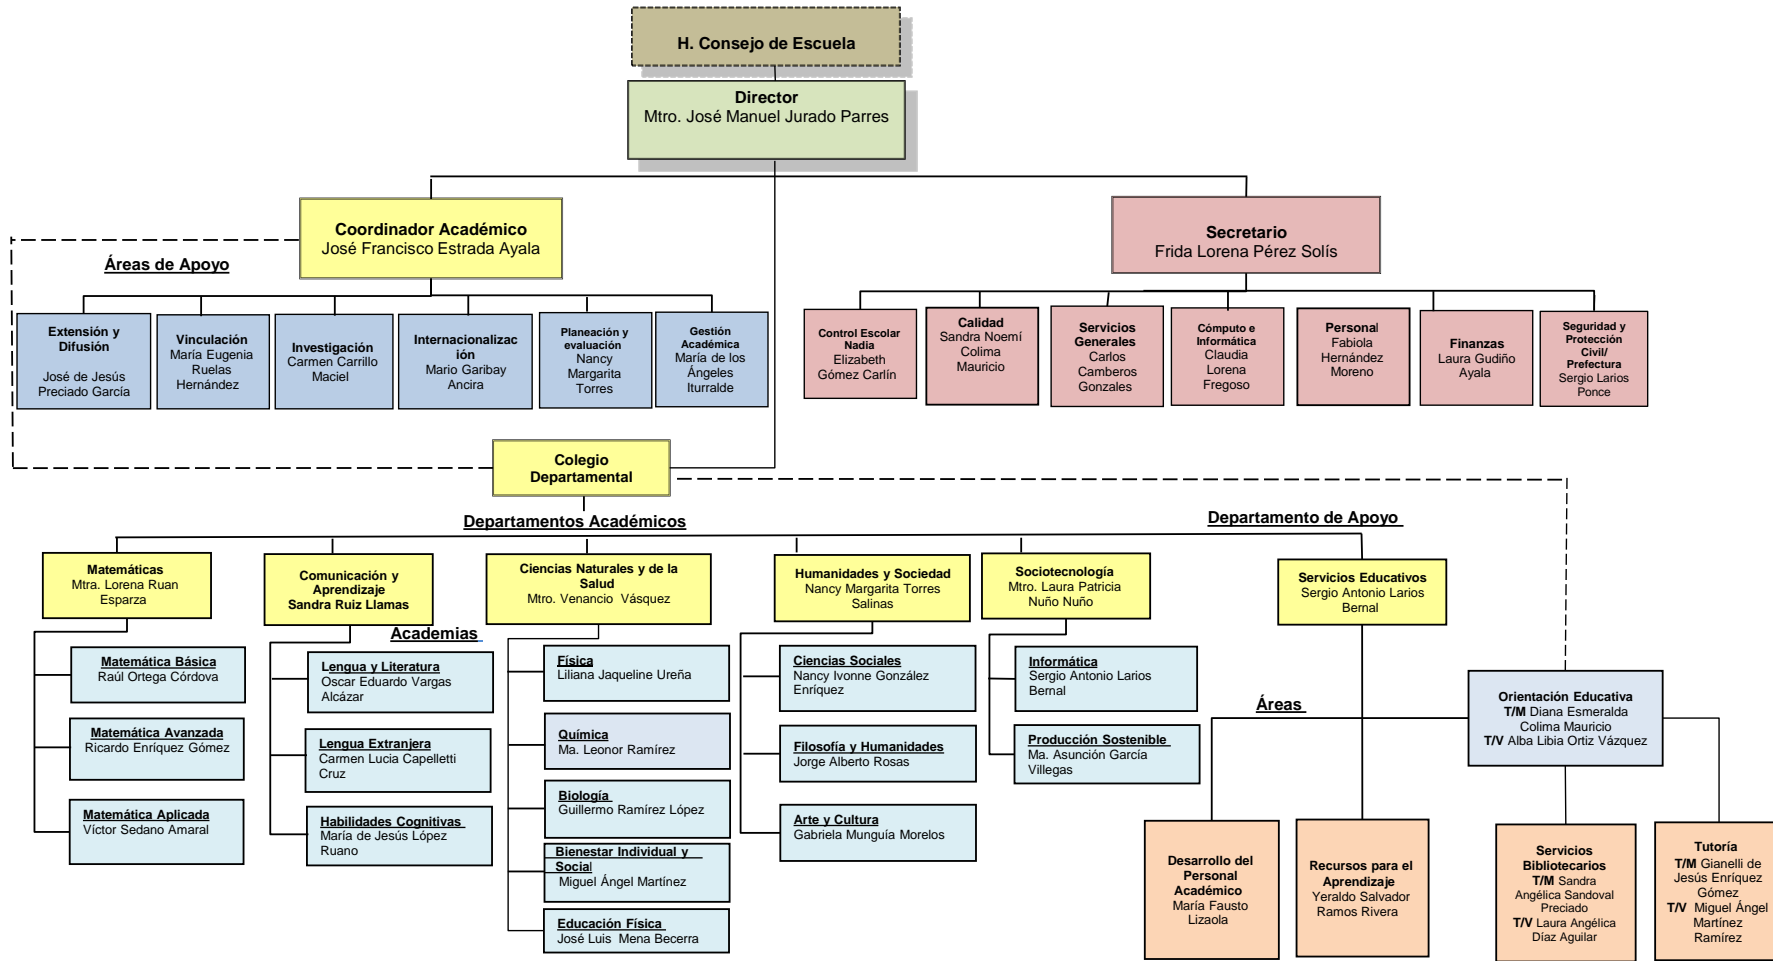 H. Consejo de Escuela
Director
Mtro. José Manuel Jurado Parres
Coordinador Académico
José Francisco Estrada Ayala
Secretario
Frida Lorena Pérez Solís
Áreas de Apoyo
Extensión y
Difusión
José de Jesús
Preciado García
Vinculación
María Eugenia
Ruelas
Hernández
Investigación
Carmen Carrillo
Maciel
Internacionalizac
ión
Mario Garibay
Ancira
Planeación y
evaluación
Nancy
Margarita
Torres
Gestión
Académica
María de los
Ángeles
Iturralde
Control Escolar
Nadia
Elizabeth
Gómez Carlín
Calidad
Sandra Noemí
Colima
Mauricio
Servicios
Generales
Carlos
Camberos
Gonzales
Cómputo e
Informática
Claudia
Lorena
Fregoso
Personal
Fabiola
Hernández
Moreno
Finanzas
Laura Gudiño
Ayala
Seguridad y
Protección
Civil/
Prefectura
Sergio Larios
Ponce
Colegio
Departamental
Departamentos Académicos
Departamento de Apoyo
Matemáticas
Mtra. Lorena Ruan
Esparza
Comunicación y
Aprendizaje
Sandra Ruiz Llamas
Ciencias Naturales y de la
Salud
Mtro. Venancio Vásquez
Humanidades y Sociedad
Nancy Margarita Torres
Salinas
Sociotecnología
Mtro. Laura Patricia
Nuño Nuño
Servicios Educativos
Sergio Antonio Larios
Bernal
Academias
Matemática Básica
Raúl Ortega Córdova
Matemática Avanzada
Ricardo Enríquez Gómez
Matemática Aplicada
Víctor Sedano Amaral
Lengua y Literatura
Oscar Eduardo Vargas
Alcázar
Lengua Extranjera
Carmen Lucia Capelletti
Cruz
Habilidades Cognitivas
María de Jesús López
Ruano
Física
Liliana Jaqueline Ureña
Química
Ma. Leonor Ramírez
Biología
Guillermo Ramírez López
Bienestar Individual y
Social
Miguel Ángel Martínez
Educación Física
José Luis Mena Becerra
Ciencias Sociales
Nancy Ivonne González
Enríquez
Filosofía y Humanidades
Jorge Alberto Rosas
Arte y Cultura
Gabriela Munguía Morelos
Informática
Sergio Antonio Larios
Bernal
Producción Sostenible
Ma. Asunción García
Villegas
Áreas
Orientación Educativa
T/M Diana Esmeralda
Colima Mauricio
T/V Alba Libia Ortiz Vázquez
Desarrollo del
Personal
Académico
María Fausto
Lizaola
Recursos para el
Aprendizaje
Yeraldo Salvador
Ramos Rivera
Servicios
Bibliotecarios
T/M Sandra
Angélica Sandoval
Preciado
T/V Laura Angélica
Díaz Aguilar
Tutoría
T/M Gianelli de
Jesús Enríquez
Gómez
T/V Miguel Ángel
Martínez
Ramírez